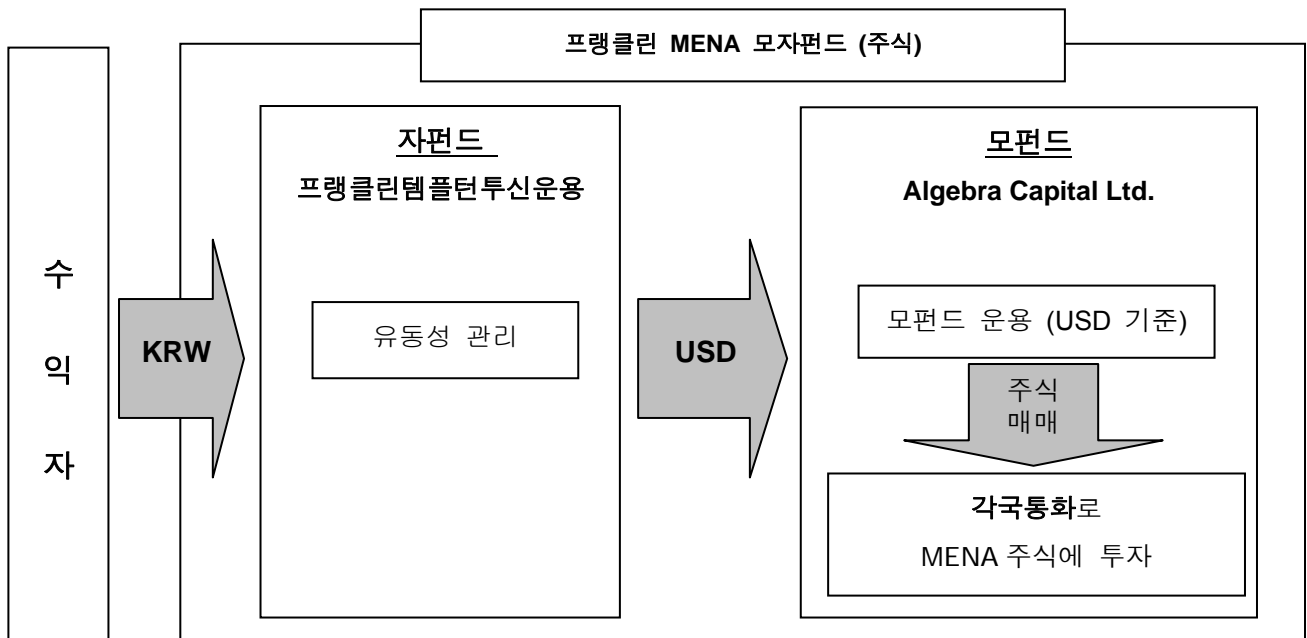 프랭클린 MENA 모자펀드 (주식)
수
익
자
KRW
자펀드
프랭클린템플턴투신운용
유동성 관리
USD
모펀드
Algebra Capital Ltd.
모펀드 운용 (USD 기준)
주식
매매
각국통화로
MENA 주식에 투자